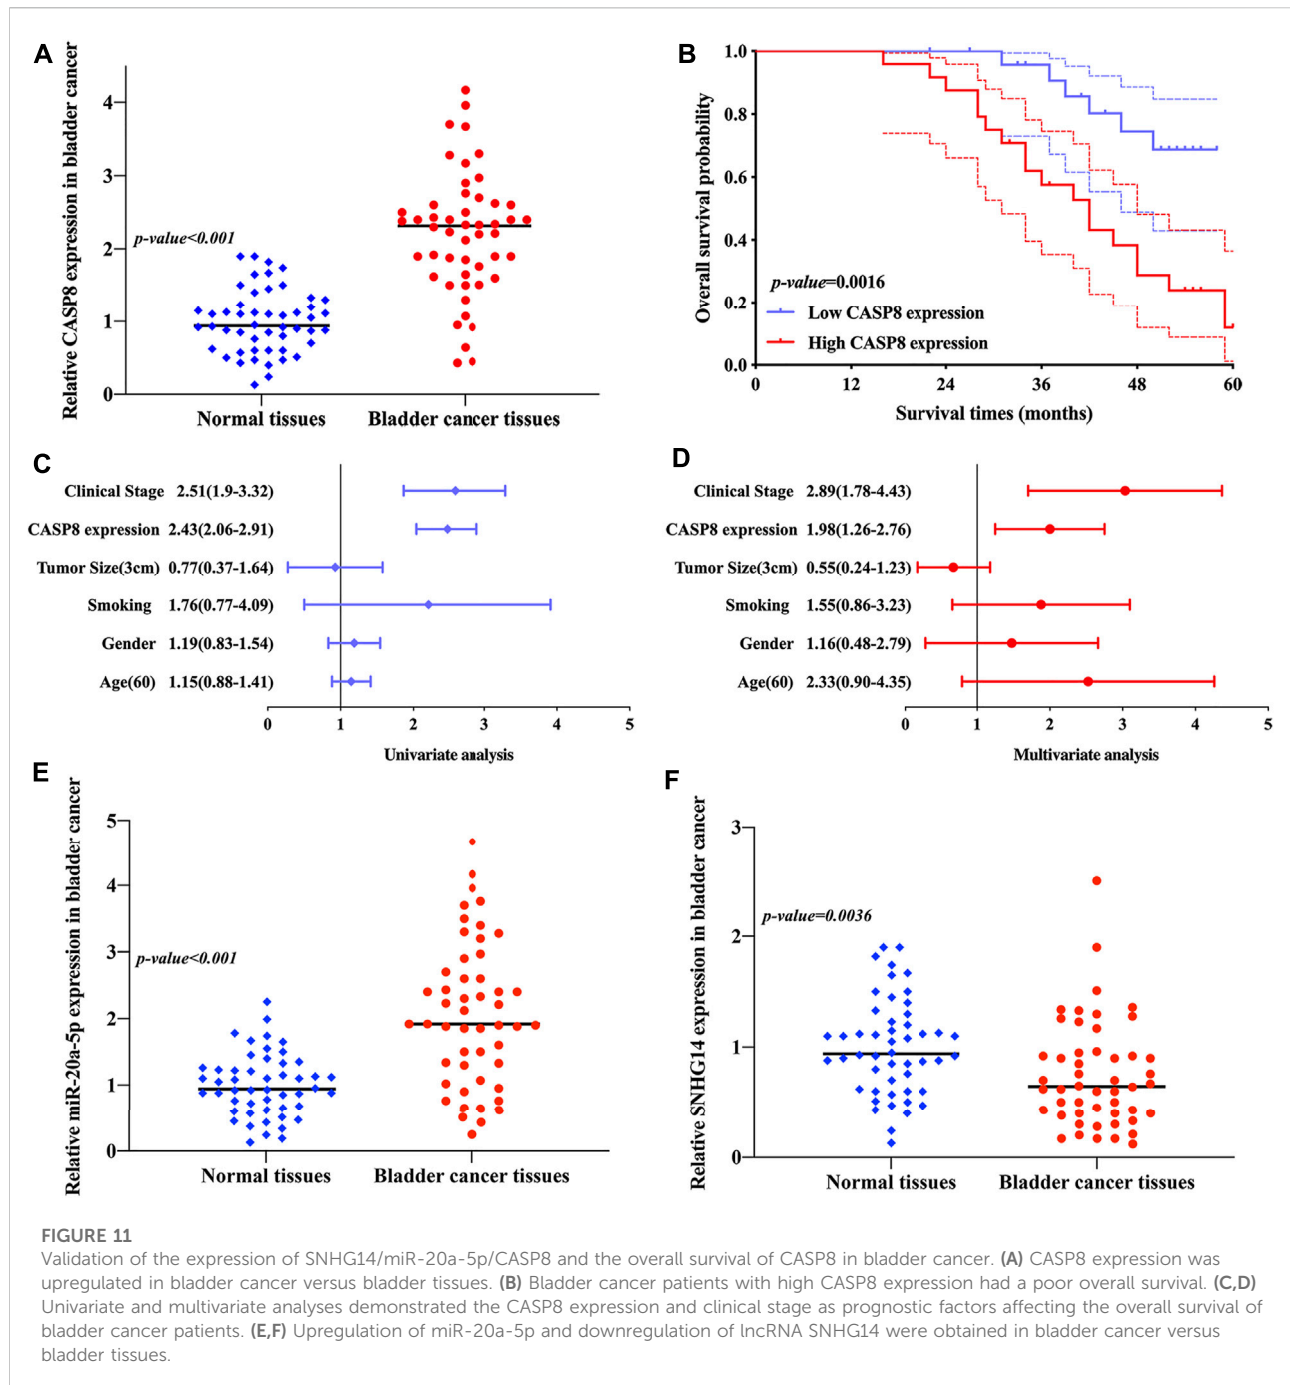 A
Relative CASP8 expression in bladder cancer
4
3
2
1
0
p-value<0.001
Normal tissues
Bladder cancer tissues
B
Overall survival probability
1.0
0.8
0.6
0.4
0.2
0.0
p-value=0.0016
Low CASP8 expression
High CASP8 expression
0 12 24 36 48 60
Survival times (months)
C
Clinical Stage 2.51(1.9-3.32)
CASP8 expression 2.43(2.06-2.91)
Tumor Size(3cm) 0.77(0.37-1.64)
Smoking 1.76(0.77-4.09)
Gender 1.19(0.83-1.54)
Age(60) 1.15(0.88-1.41)
0 1 2 3 4 5
Univariate analysis
D
Clinical Stage 2.89(1.78-4.43)
CASP8 expression 1.98(1.26-2.76)
Tumor Size(3cm) 0.55(0.24-1.23)
Smoking 1.55(0.86-3.23)
Gender 1.16(0.48-2.79)
Age(60) 2.33(0.90-4.35)
0 1 2 3 4 5
Multivariate analysis
E
Relative miR-20a-5p expression in bladder cancer
5
4
3
2
1
0
p-value<0.001
Normal tissues
Bladder cancer tissues
F
Relative SNHG14 expression in bladder cancer
3
2
1
0
p-value=0.0036
Normal tissues
Bladder cancer tissues
FIGURE 11
Validation of the expression of SNHG14/miR-20a-5p/CASP8 and the overall survival of CASP8 in bladder cancer. (A) CASP8 expression was
upregulated in bladder cancer versus bladder tissues. (B) Bladder cancer patients with high CASP8 expression had a poor overall survival. (C,D)
Univariate and multivariate analyses demonstrated the CASP8 expression and clinical stage as prognostic factors affecting the overall survival of
bladder cancer patients. (E,F) Upregulation of miR-20a-5p and downregulation of lncRNA SNHG14 were obtained in bladder cancer versus
bladder tissues.